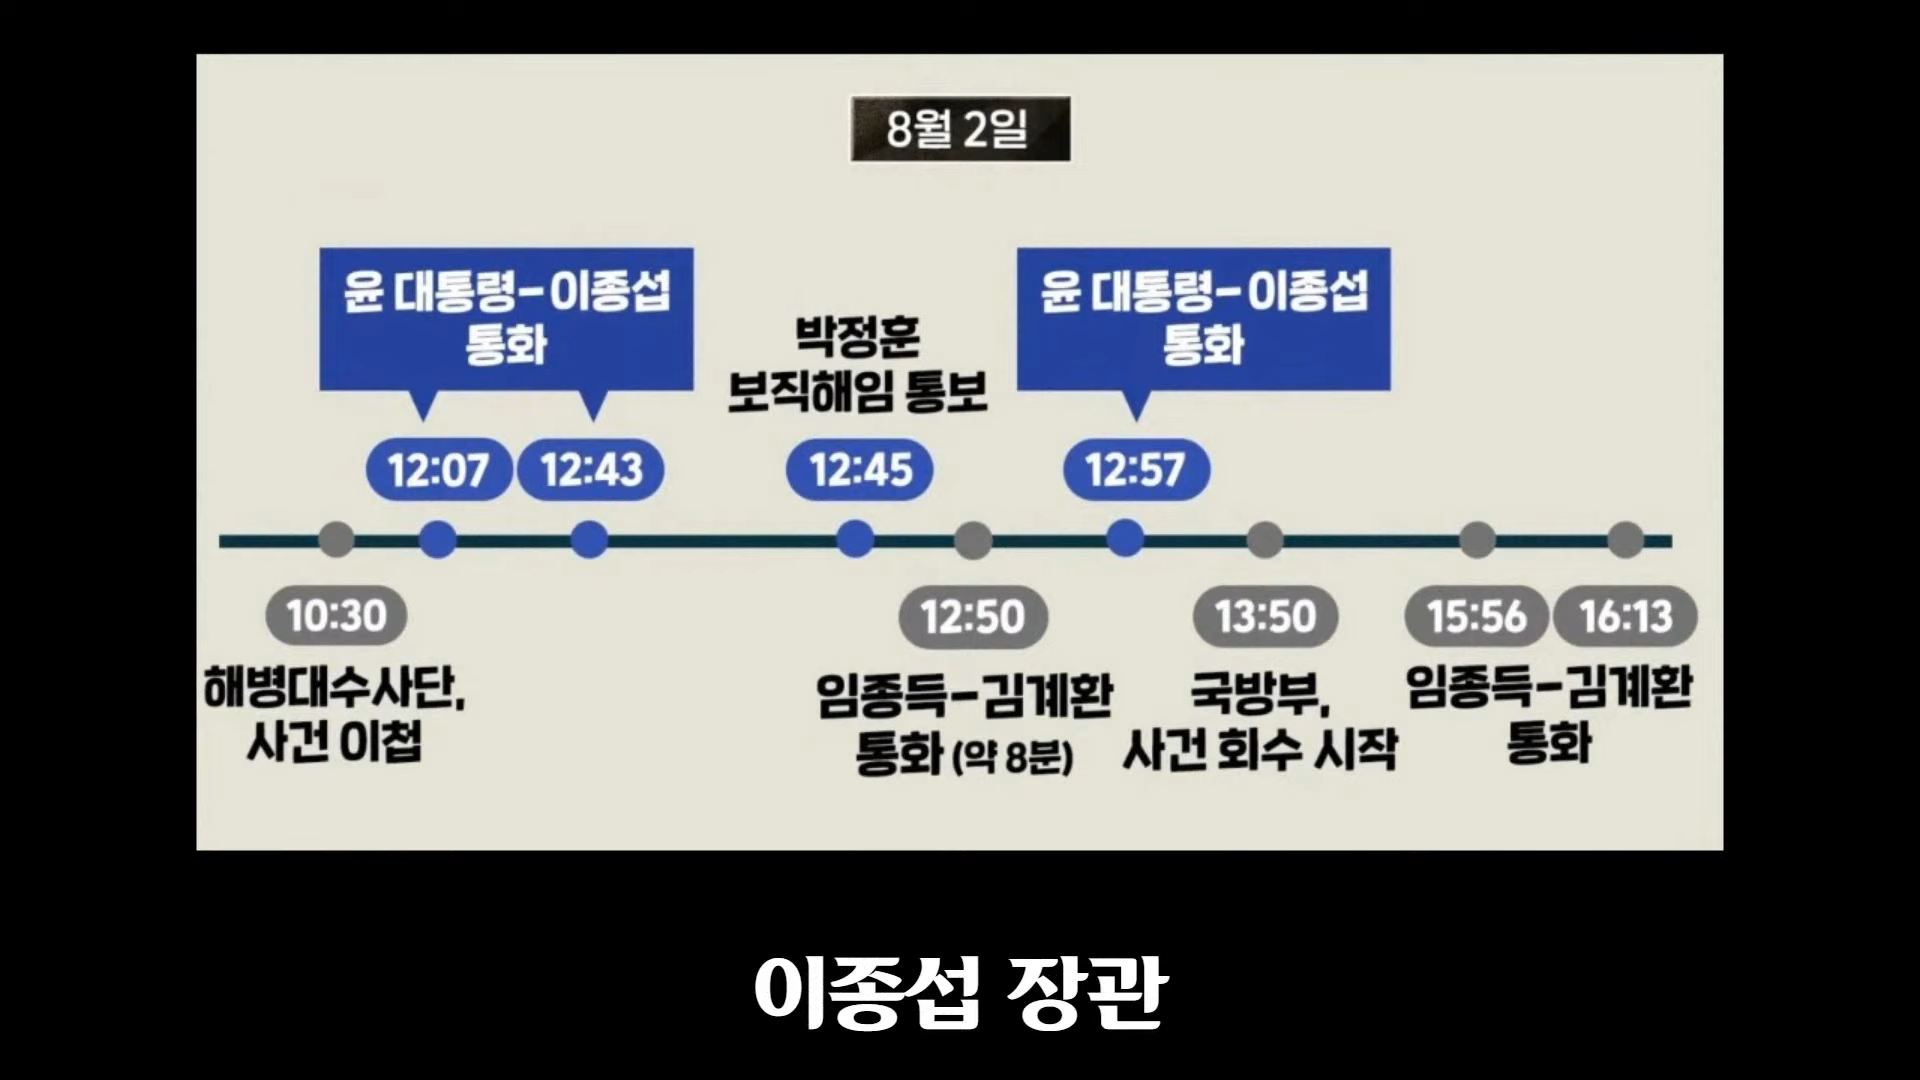 8월 2일
윤 대통령-이종섭
통화
윤 대통령-이종섭
통화
박정훈
보직해임 통보
12:07
12:43
12:45
12:57
10:30
12:50
13:50
15:56
16:13
해병대수사단,
사건 이첩
임종득-김계환
통화 (약 8분)
국방부,
사건 회수 시작
임종득-김계환
통화
이종섭 장관